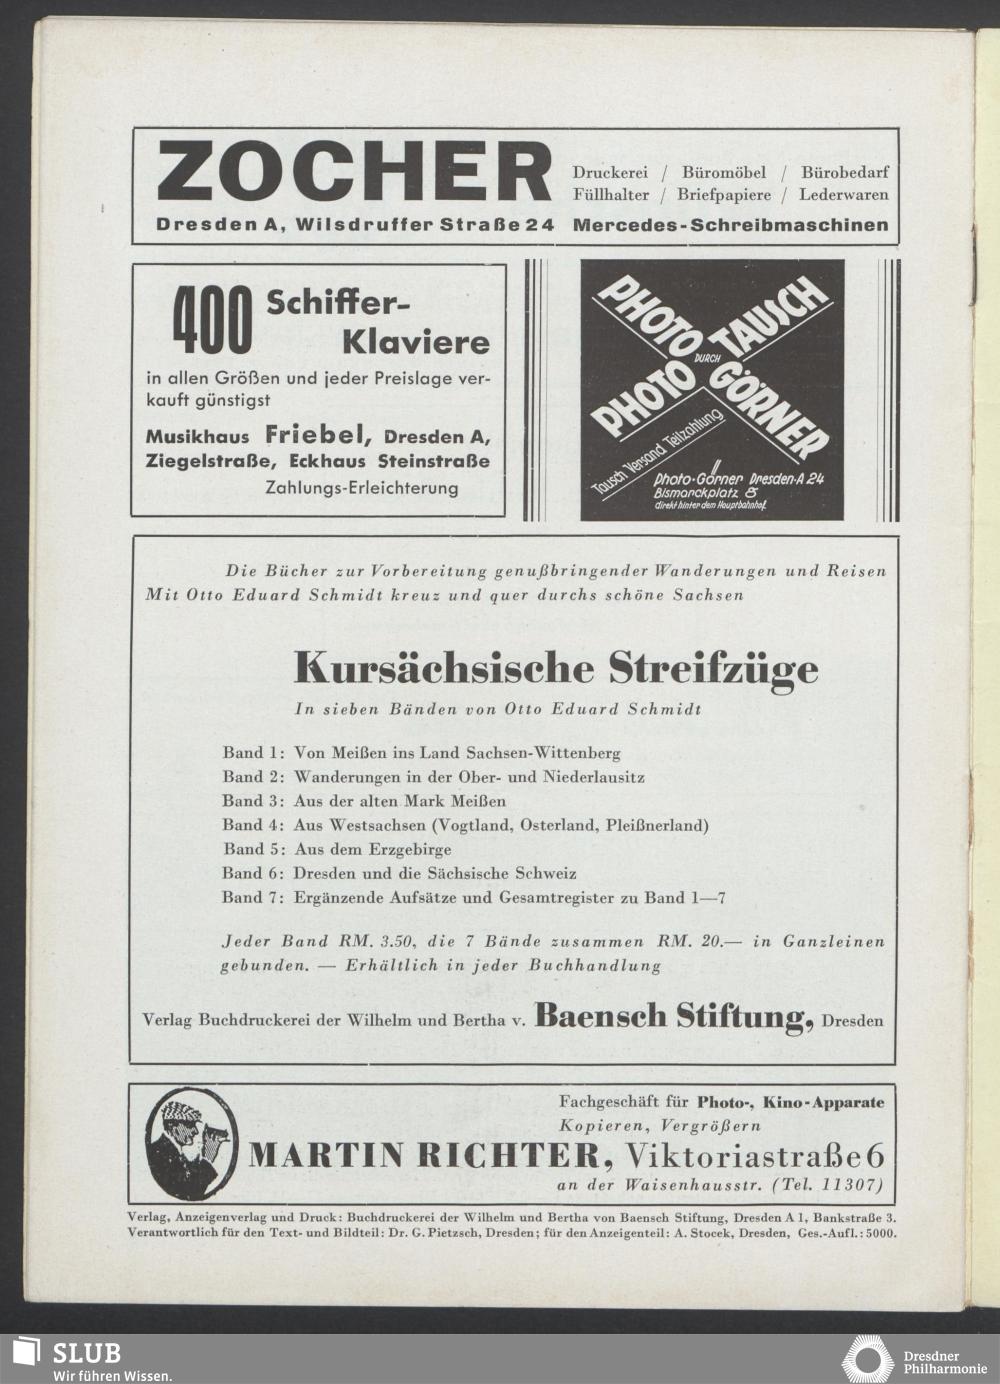 ZOCHER
Druckerei / Büromöbel / Bürobedarf
Füllhalter / Briefpapiere / Lederwaren
Dresden A, Wilsdruffer Straße 24 Mercedes-Schreibmaschinen
400 Schiffer-
Klaviere
in allen Größen und jeder Preislage ver-
kauft günstigst
Musikhaus Friebel, Dresden A,
Ziegelstraße, Eckhaus Steinstraße
Zahlungs-Erleichterung
PHOTO TAUSCH
DURCH
PHOTO GÖRNER
Tausch Versand Teilzahlung
Photo-Görner Dresden-A 24
Bismarckplatz 8
direkt hinter dem Hauptbahnhof
Die Bücher zur Vorbereitung genußbringender Wanderungen und Reisen
Mit Otto Eduard Schmidt kreuz und quer durchs schöne Sachsen
Kursächsische Streifzüge
In sieben Bänden von Otto Eduard Schmidt
Band 1: Von Meißen ins Land Sachsen-Wittenberg
Band 2: Wanderungen in der Ober- und Niederlausitz
Band 3: Aus der alten Mark Meißen
Band 4: Aus Westsachsen (Vogtland, Osterland, Pleißnerland)
Band 5: Aus dem Erzgebirge
Band 6: Dresden und die Sächsische Schweiz
Band 7: Ergänzende Aufsätze und Gesamtregister zu Band 1—7
Jeder Band RM. 3.50, die 7 Bände zusammen RM. 20.— in Ganzleinen
gebunden. — Erhältlich in jeder Buchhandlung
Verlag Buchdruckerei der Wilhelm und Bertha v. Baensch Stiftung, Dresden
Fachgeschäft für Photo-, Kino-Apparate
Kopieren, Vergrößern
MARTIN RICHTER, Viktoriastraße 6
an der Waisenhausstr. (Tel. 11307)
Verlag, Anzeigenverlag und Druck: Buchdruckerei der Wilhelm und Bertha von Baensch Stiftung, Dresden A 1, Bankstraße 3.
Verantwortlich für den Text- und Bildteil: Dr. G. Pietzsch, Dresden; für den Anzeigenteil: A. Stocek, Dresden, Ges.-Aufl.: 5000.
SLUB
Wir führen Wissen.
Dresdner
Philharmonie